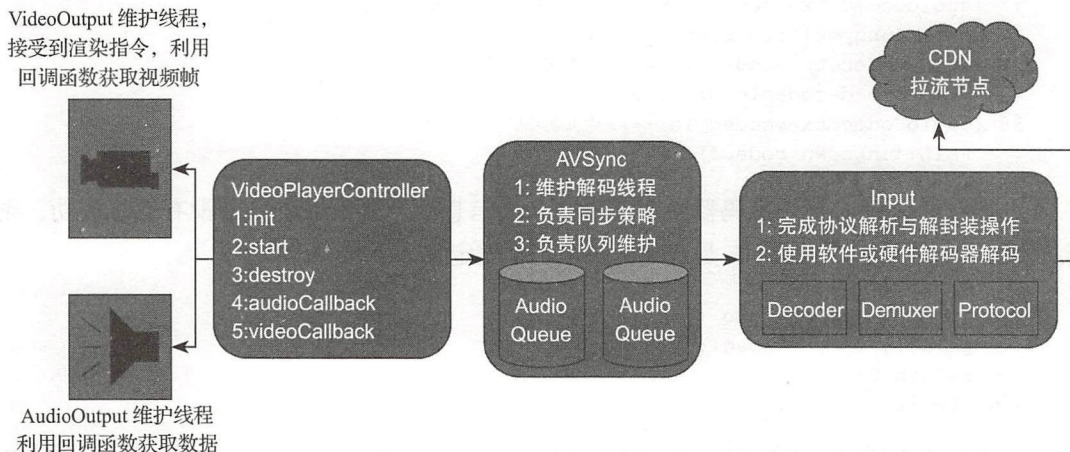 VideoOutput 维护线程，
接受到渲染指令，利用
回调函数获取视频帧
VideoPlayerController
1:init
2:start
3:destroy
4:audioCallback
5:videoCallback
AudioOutput 维护线程
利用回调函数获取数据
AVSync
1: 维护解码线程
2: 负责同步策略
3: 负责队列维护
Audio
Queue
Audio
Queue
CDN
拉流节点
Input
1: 完成协议解析与解封装操作
2: 使用软件或硬件解码器解码
Decoder
Demuxer
Protocol